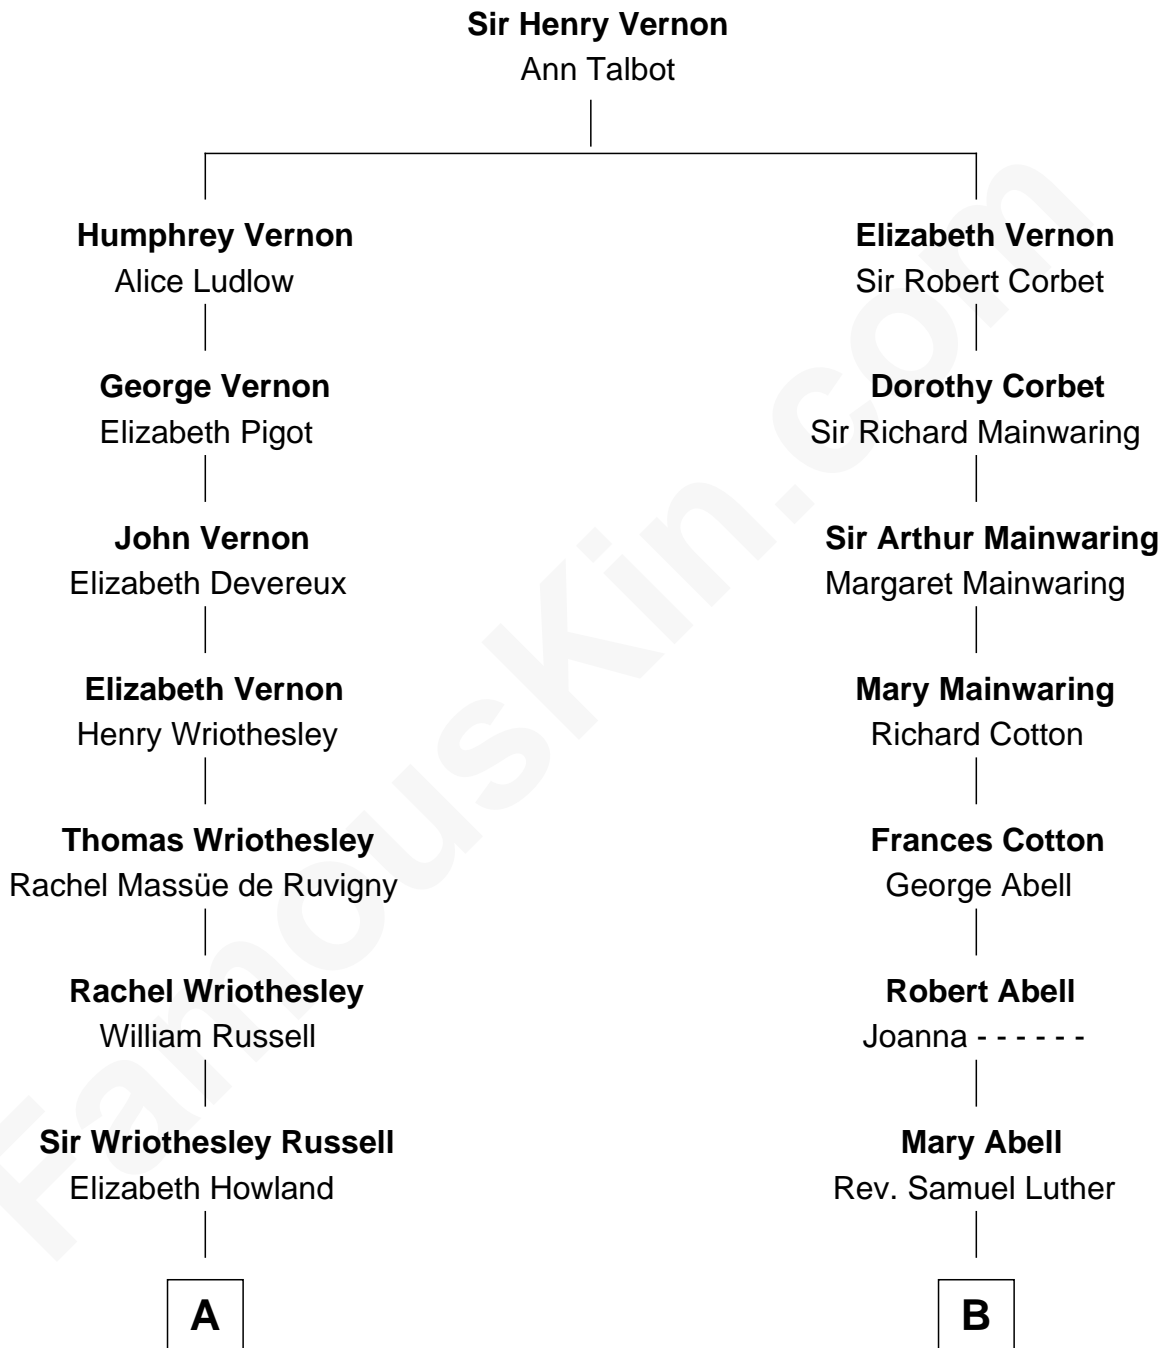 Sir Henry Vernon
Ann Talbot
Humphrey Vernon
Alice Ludlow
Elizabeth Vernon
Sir Robert Corbet
George Vernon
Elizabeth Pigot
Dorothy Corbet
Sir Richard Mainwaring
John Vernon
Elizabeth Devereux
Sir Arthur Mainwaring
Margaret Mainwaring
Elizabeth Vernon
Henry Wriothesley
Mary Mainwaring
Richard Cotton
Thomas Wriothesley
Rachel Massüe de Ruvigny
Frances Cotton
George Abell
Rachel Wriothesley
William Russell
Robert Abell
Joanna - - - - - -
Sir Wriothesley Russell
Elizabeth Howland
Mary Abell
Rev. Samuel Luther
A
B
FamousKin.com